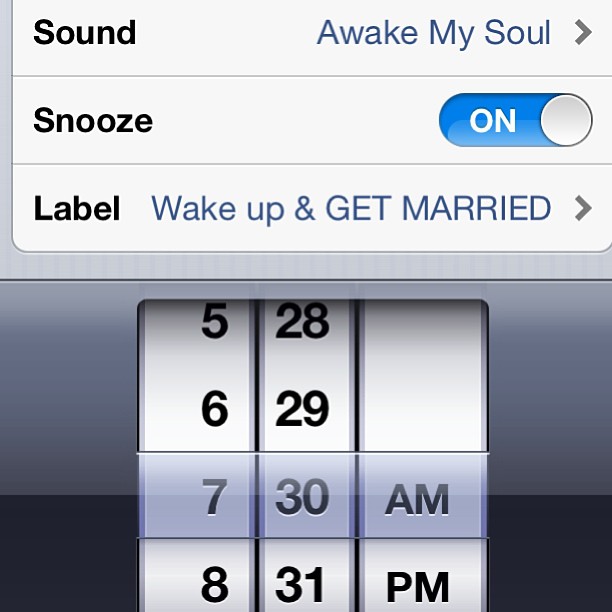 Sound Awake My Soul
Snooze ON
Label Wake up & GET MARRIED
5 28
6 29
7 30 AM
8 31 PM